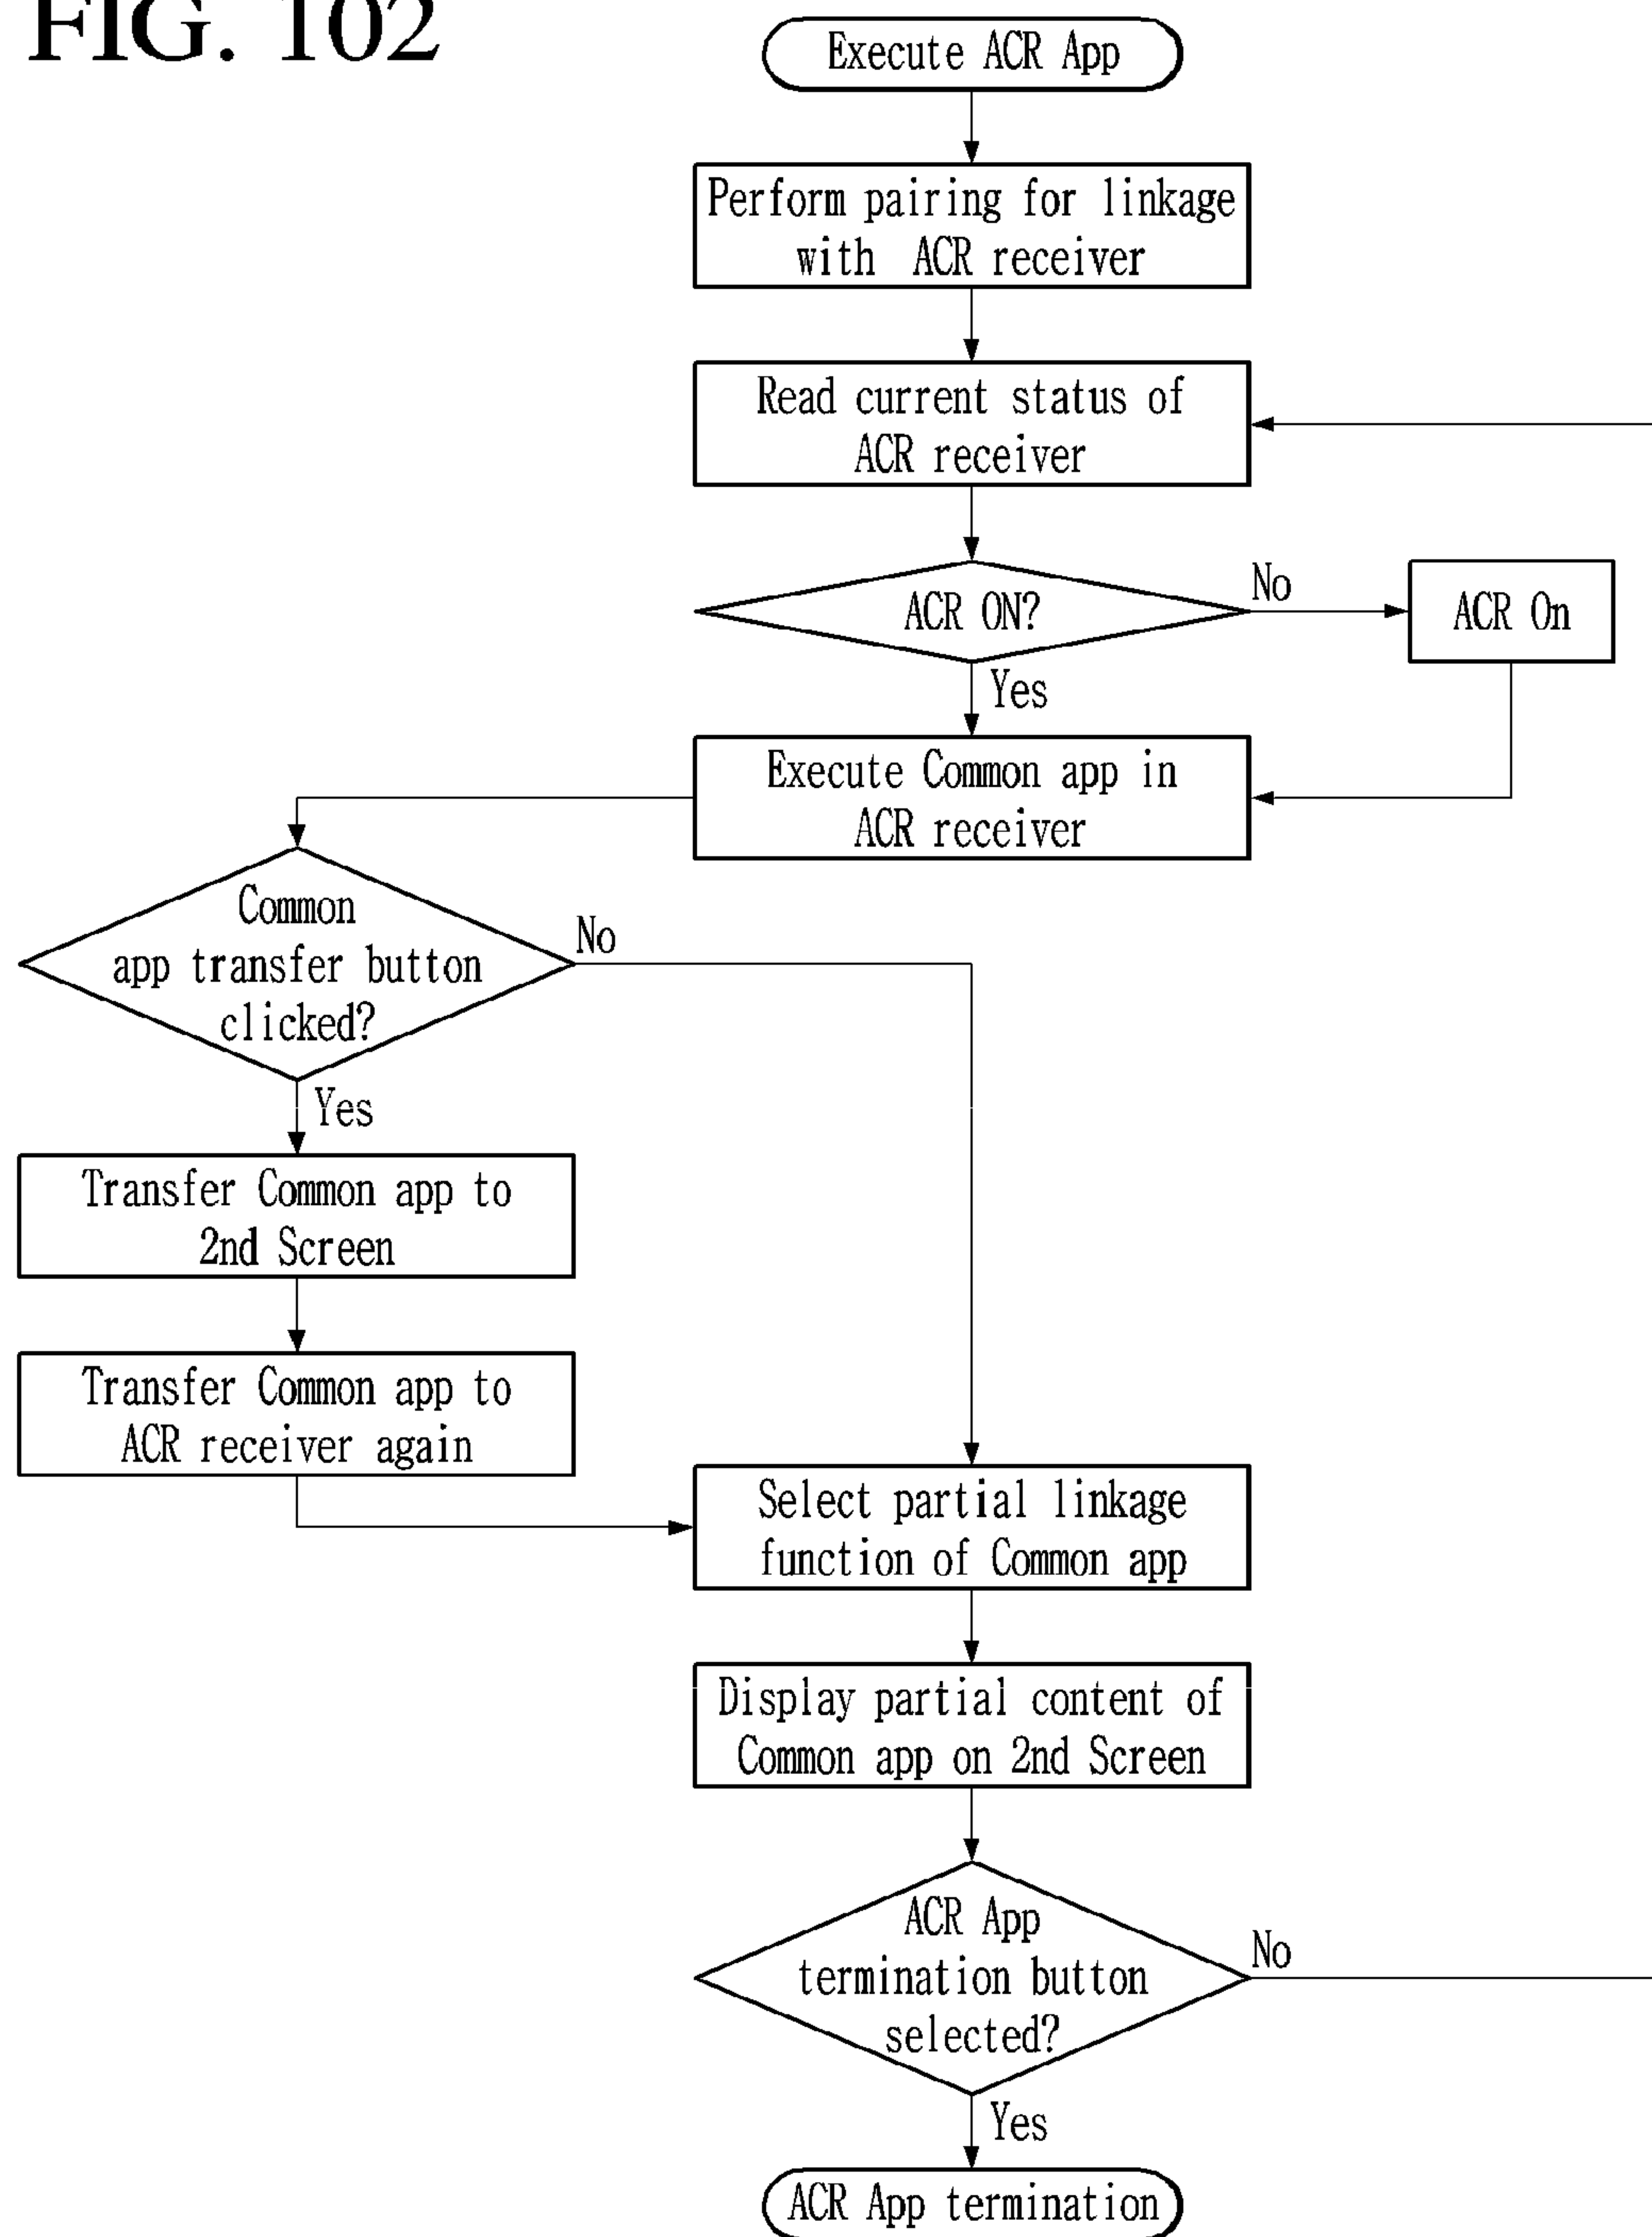 FIG. 102
Execute ACR App
Perform pairing for linkage
with ACR receiver
Read current status of
ACR receiver
ACR ON?
No
ACR On
Yes
Execute Common app in
ACR receiver
Common
app transfer button
clicked?
No
Yes
Transfer Common app to
2nd Screen
Transfer Common app to
ACR receiver again
Select partial linkage
function of Common app
Display partial content of
Common app on 2nd Screen
ACR App
termination button
selected?
No
Yes
ACR App termination